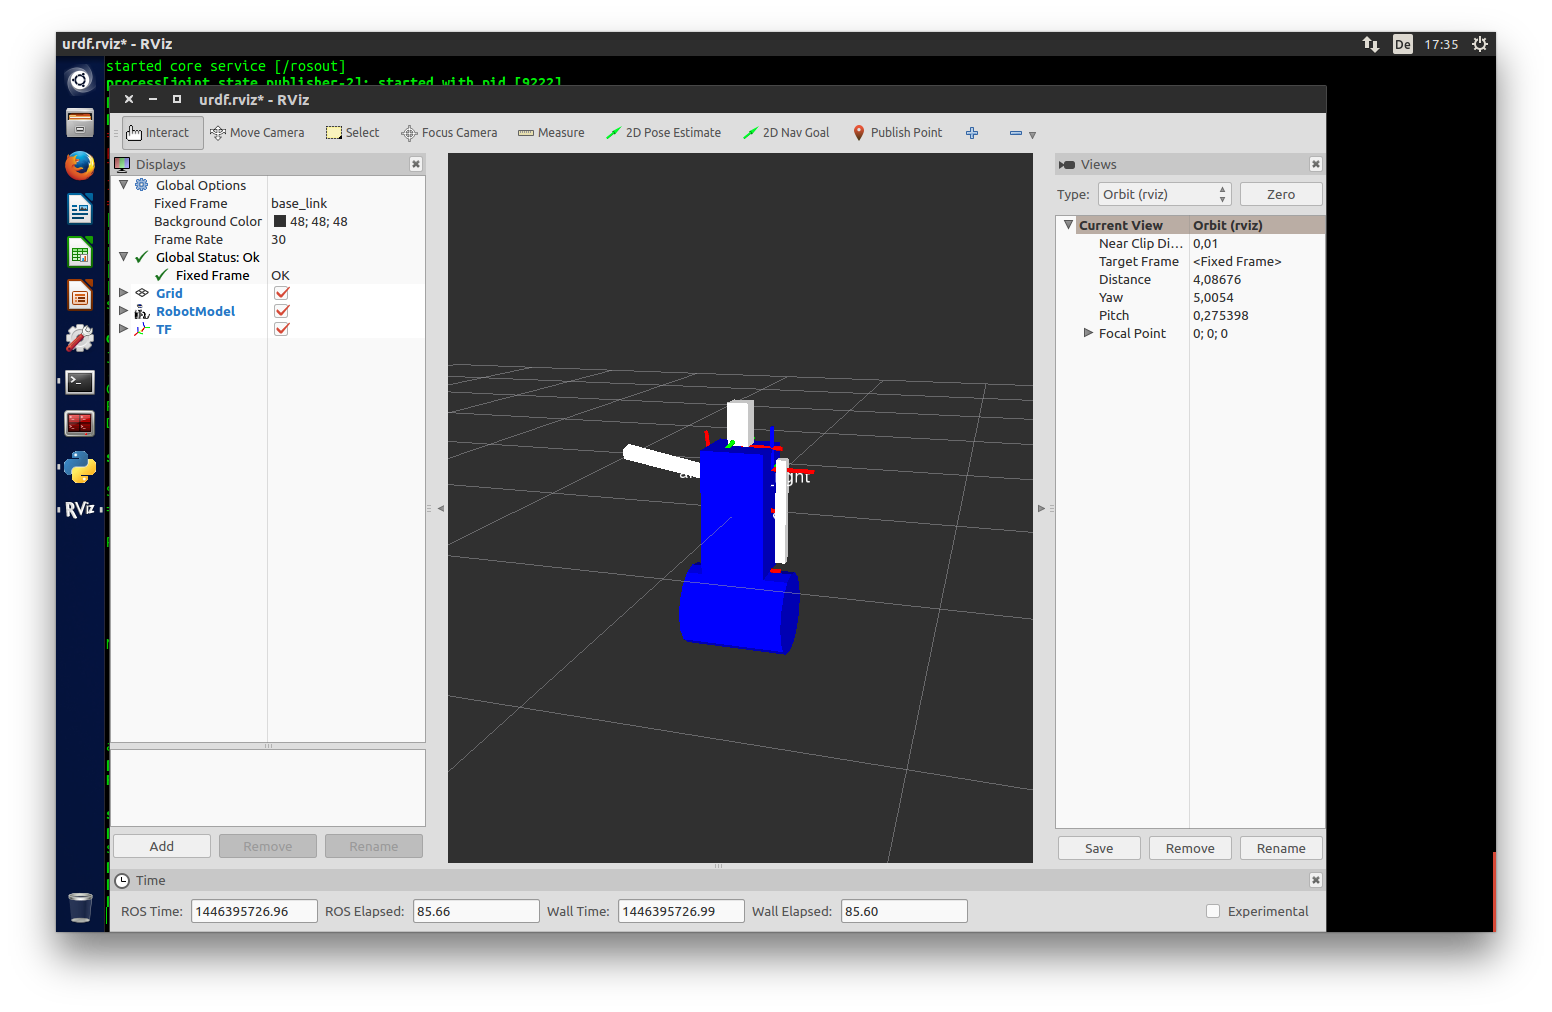 urdf.rviz* - RViz
De
17:35
started core service [/rosout]
process[joint_state_publisher-2]: started with pid [9222]
urdf.rviz* - RViz
Interact
Move Camera
Select
Focus Camera
Measure
2D Pose Estimate
2D Nav Goal
Publish Point
Displays
Global Options
Fixed Frame base_link
Background Color 48; 48; 48
Frame Rate 30
Global Status: Ok
Fixed Frame OK
Grid
RobotModel
TF
Add
Remove
Rename
RViz
Views
Type: Orbit (rviz) Zero
Current View Orbit (rviz)
Near Clip Di... 0,01
Target Frame <Fixed Frame>
Distance 4,08676
Yaw 5,0054
Pitch 0,275398
Focal Point 0; 0; 0
Save
Remove
Rename
Time
ROS Time: 1446395726.96 ROS Elapsed: 85.66 Wall Time: 1446395726.99 Wall Elapsed: 85.60 Experimental